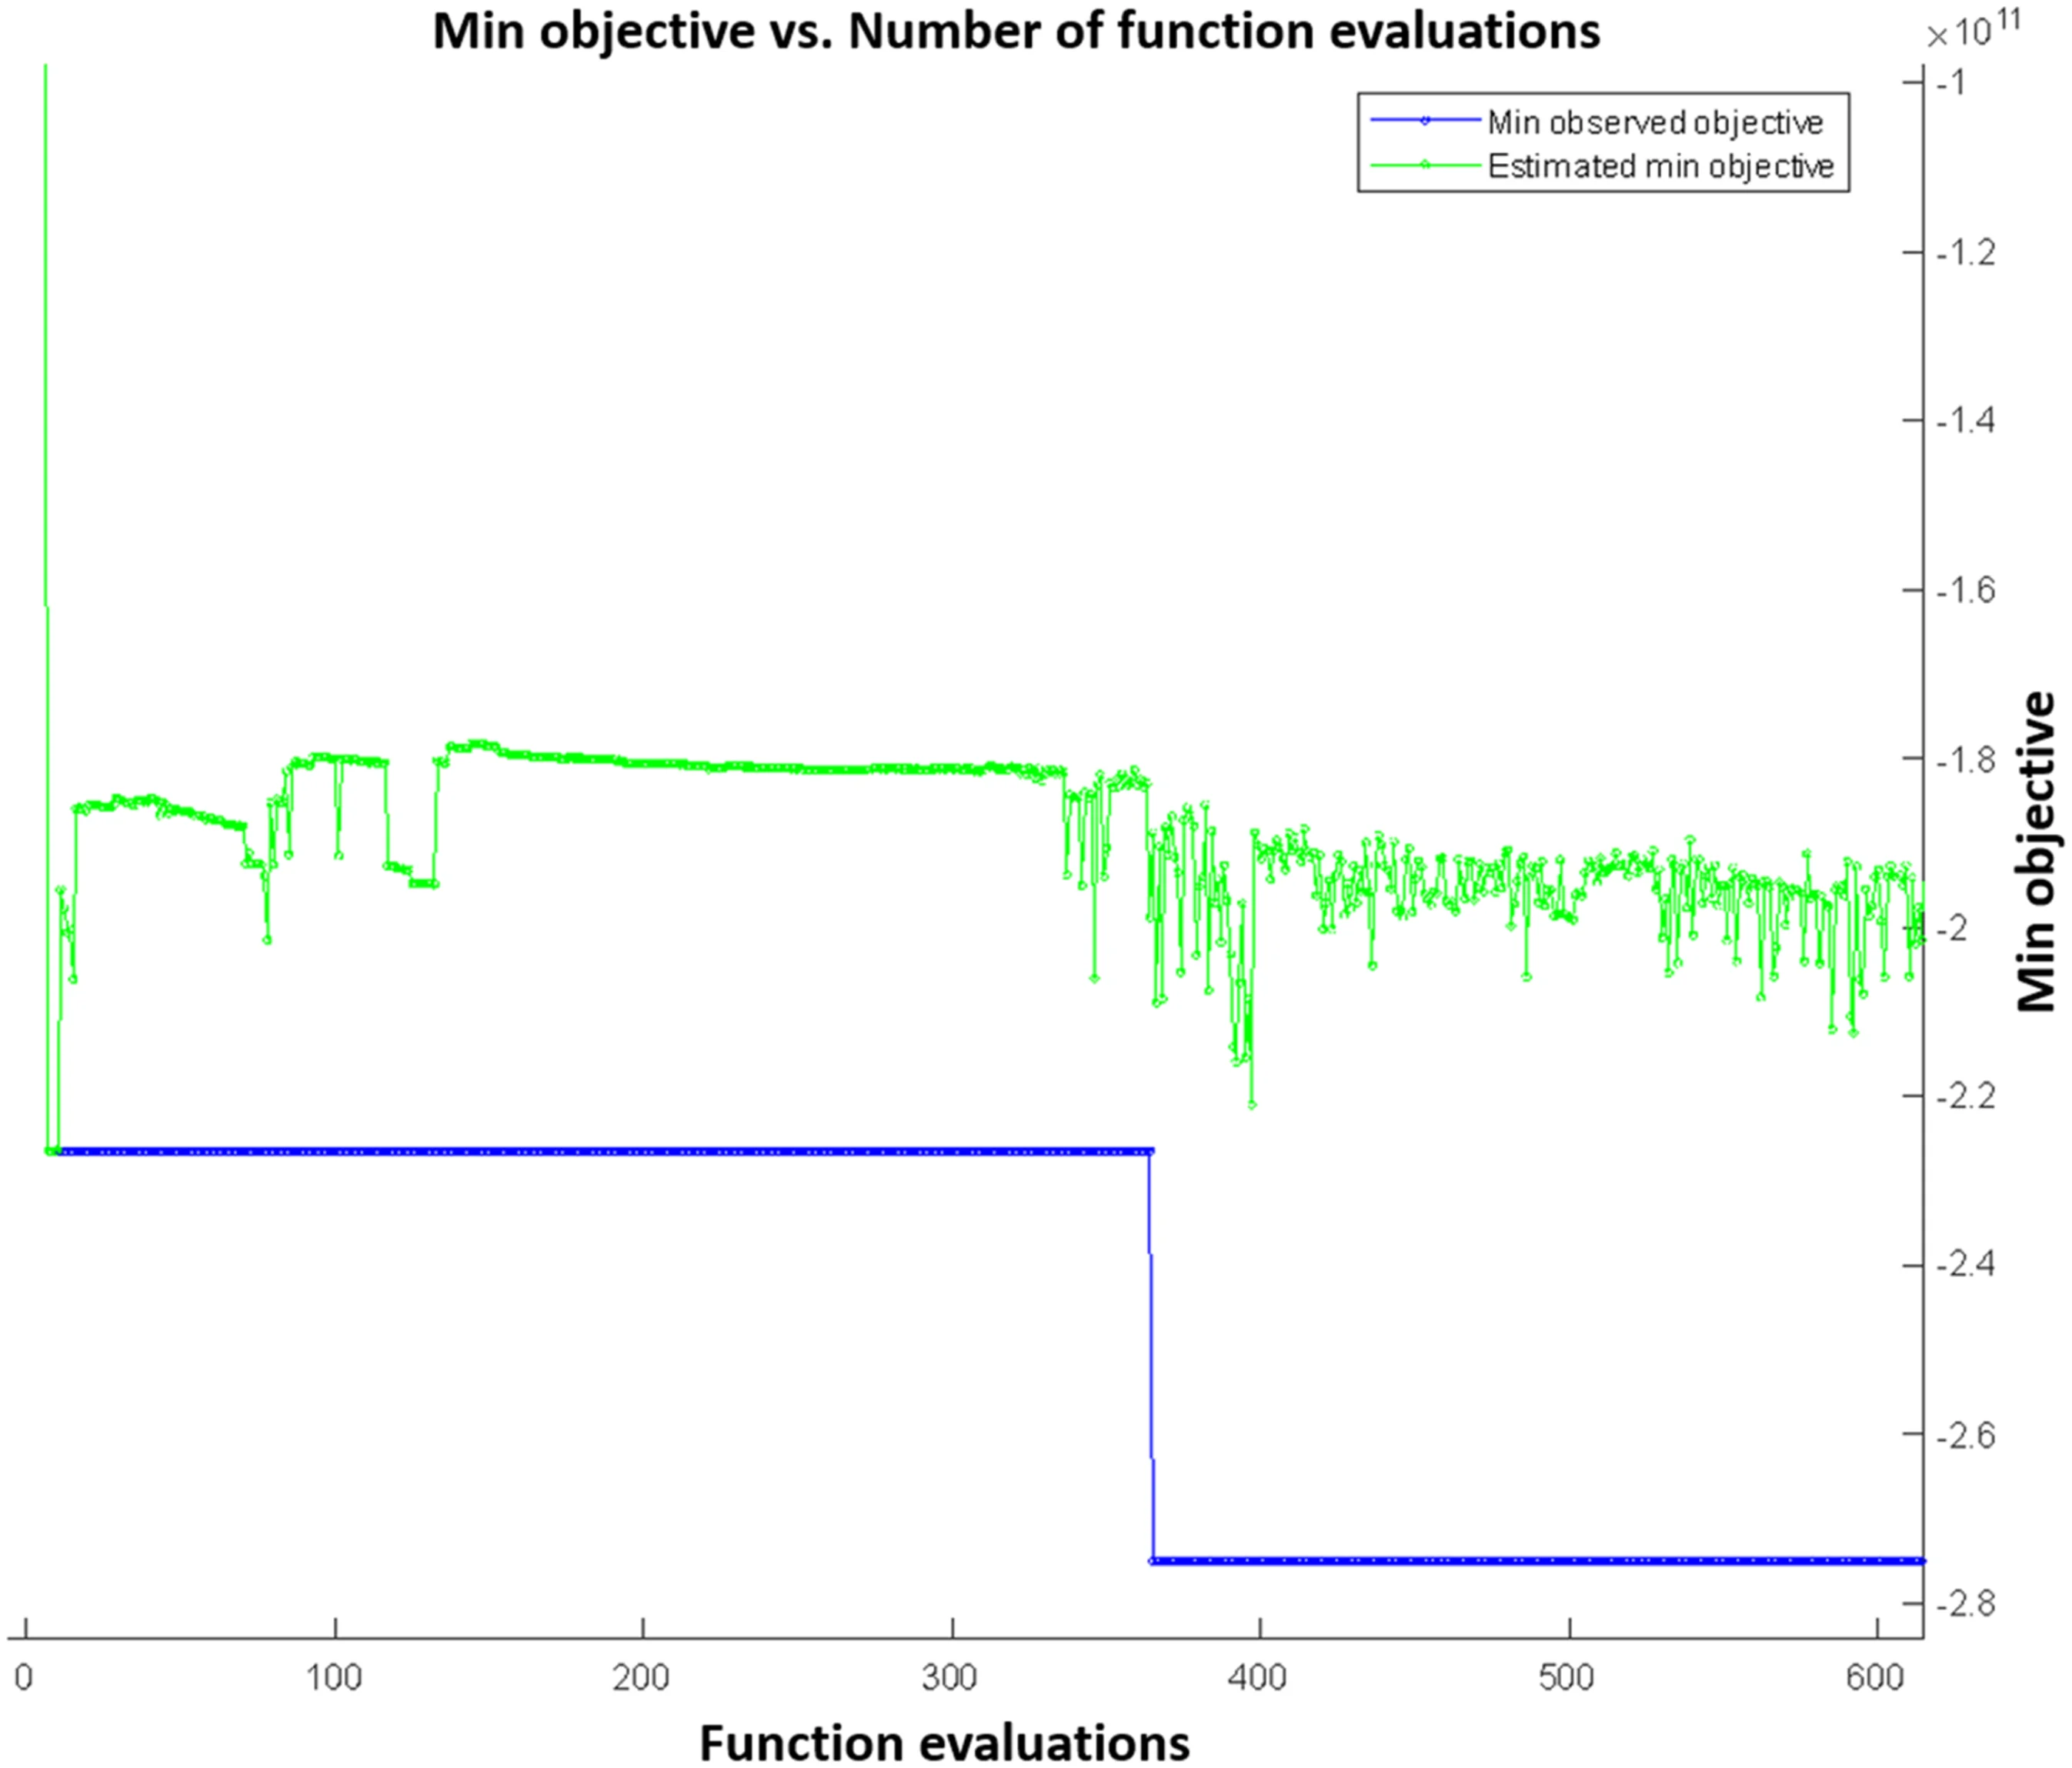 Min objective vs. Number of function evaluations
×10¹¹
Min observed objective
Estimated min objective
-1
-1.2
-1.4
-1.6
-1.8
-2
-2.2
-2.4
-2.6
-2.8
Min objective
0 100 200 300 400 500 600
Function evaluations